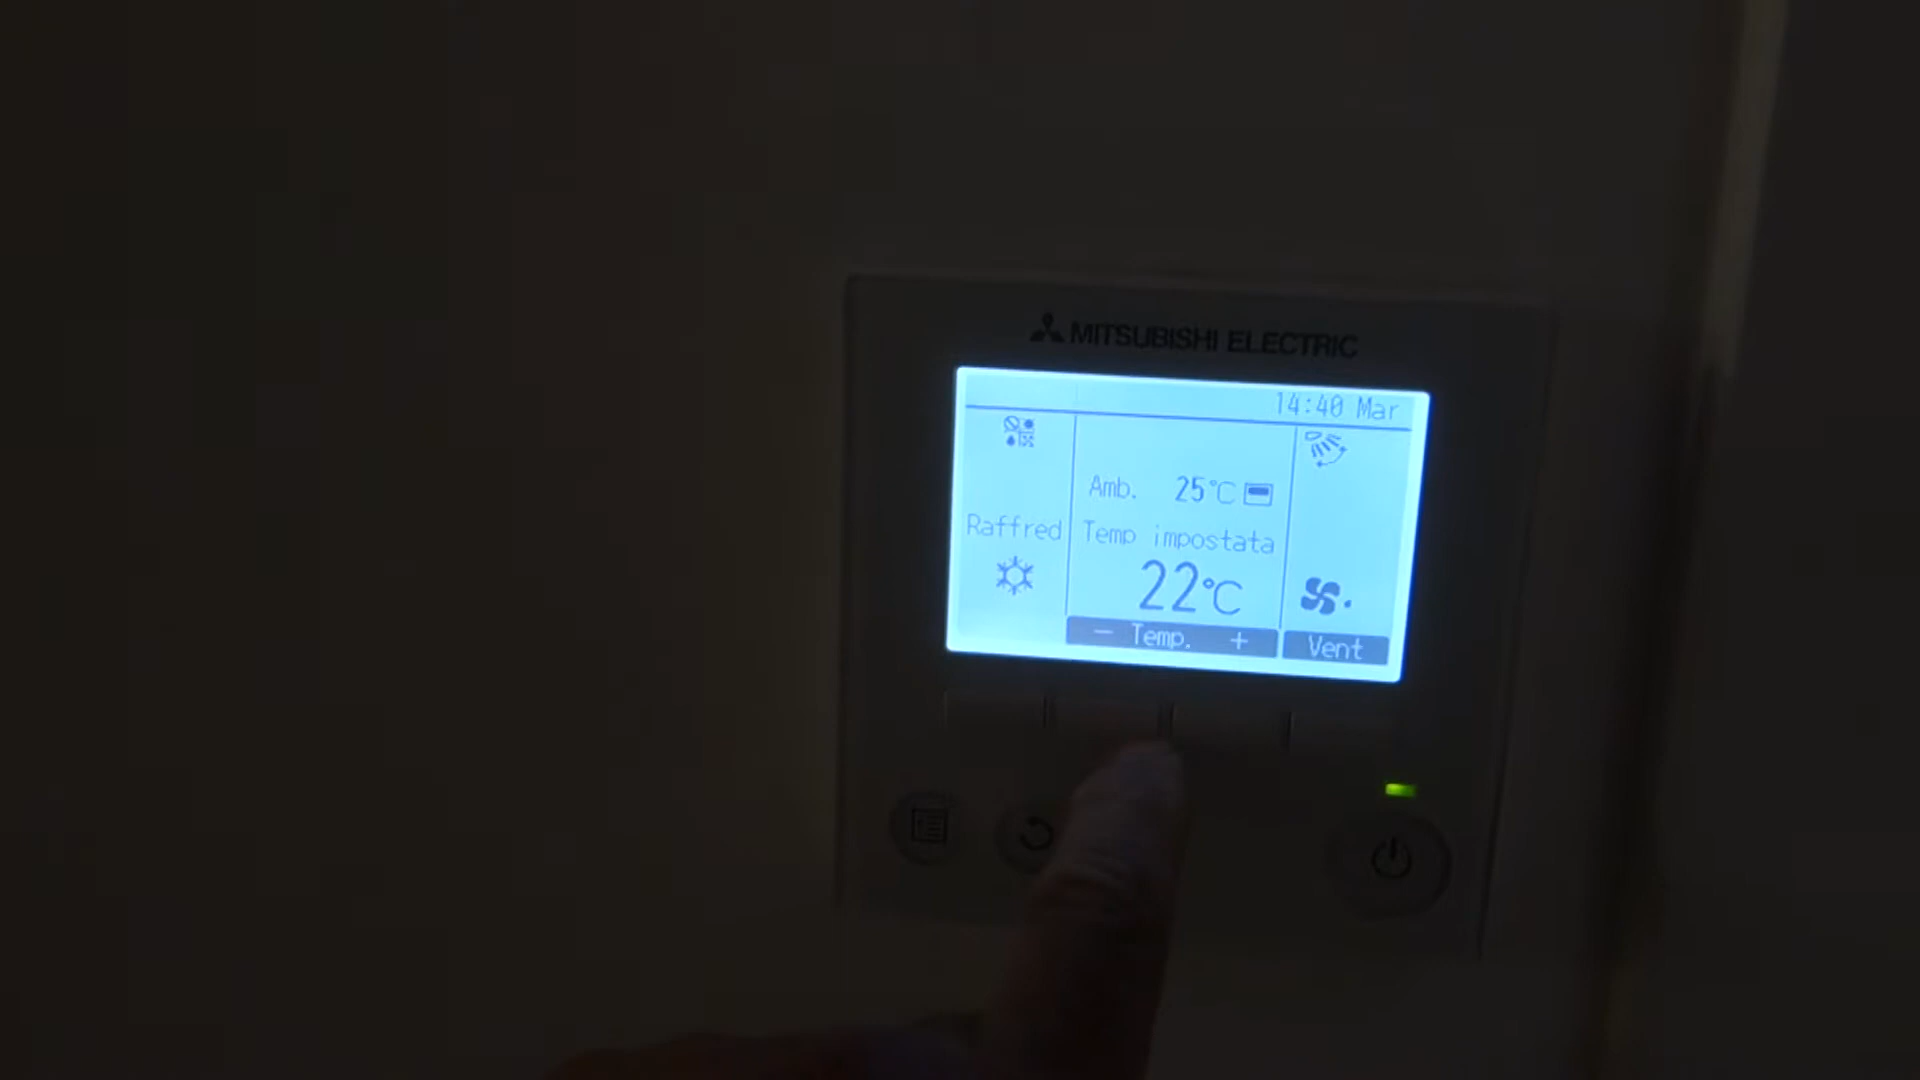 MITSUBISHI ELECTRIC
14:40 Mar
Amb. 25°C
Raffred
Temp impostata
22°C
− Temp. +
Vent